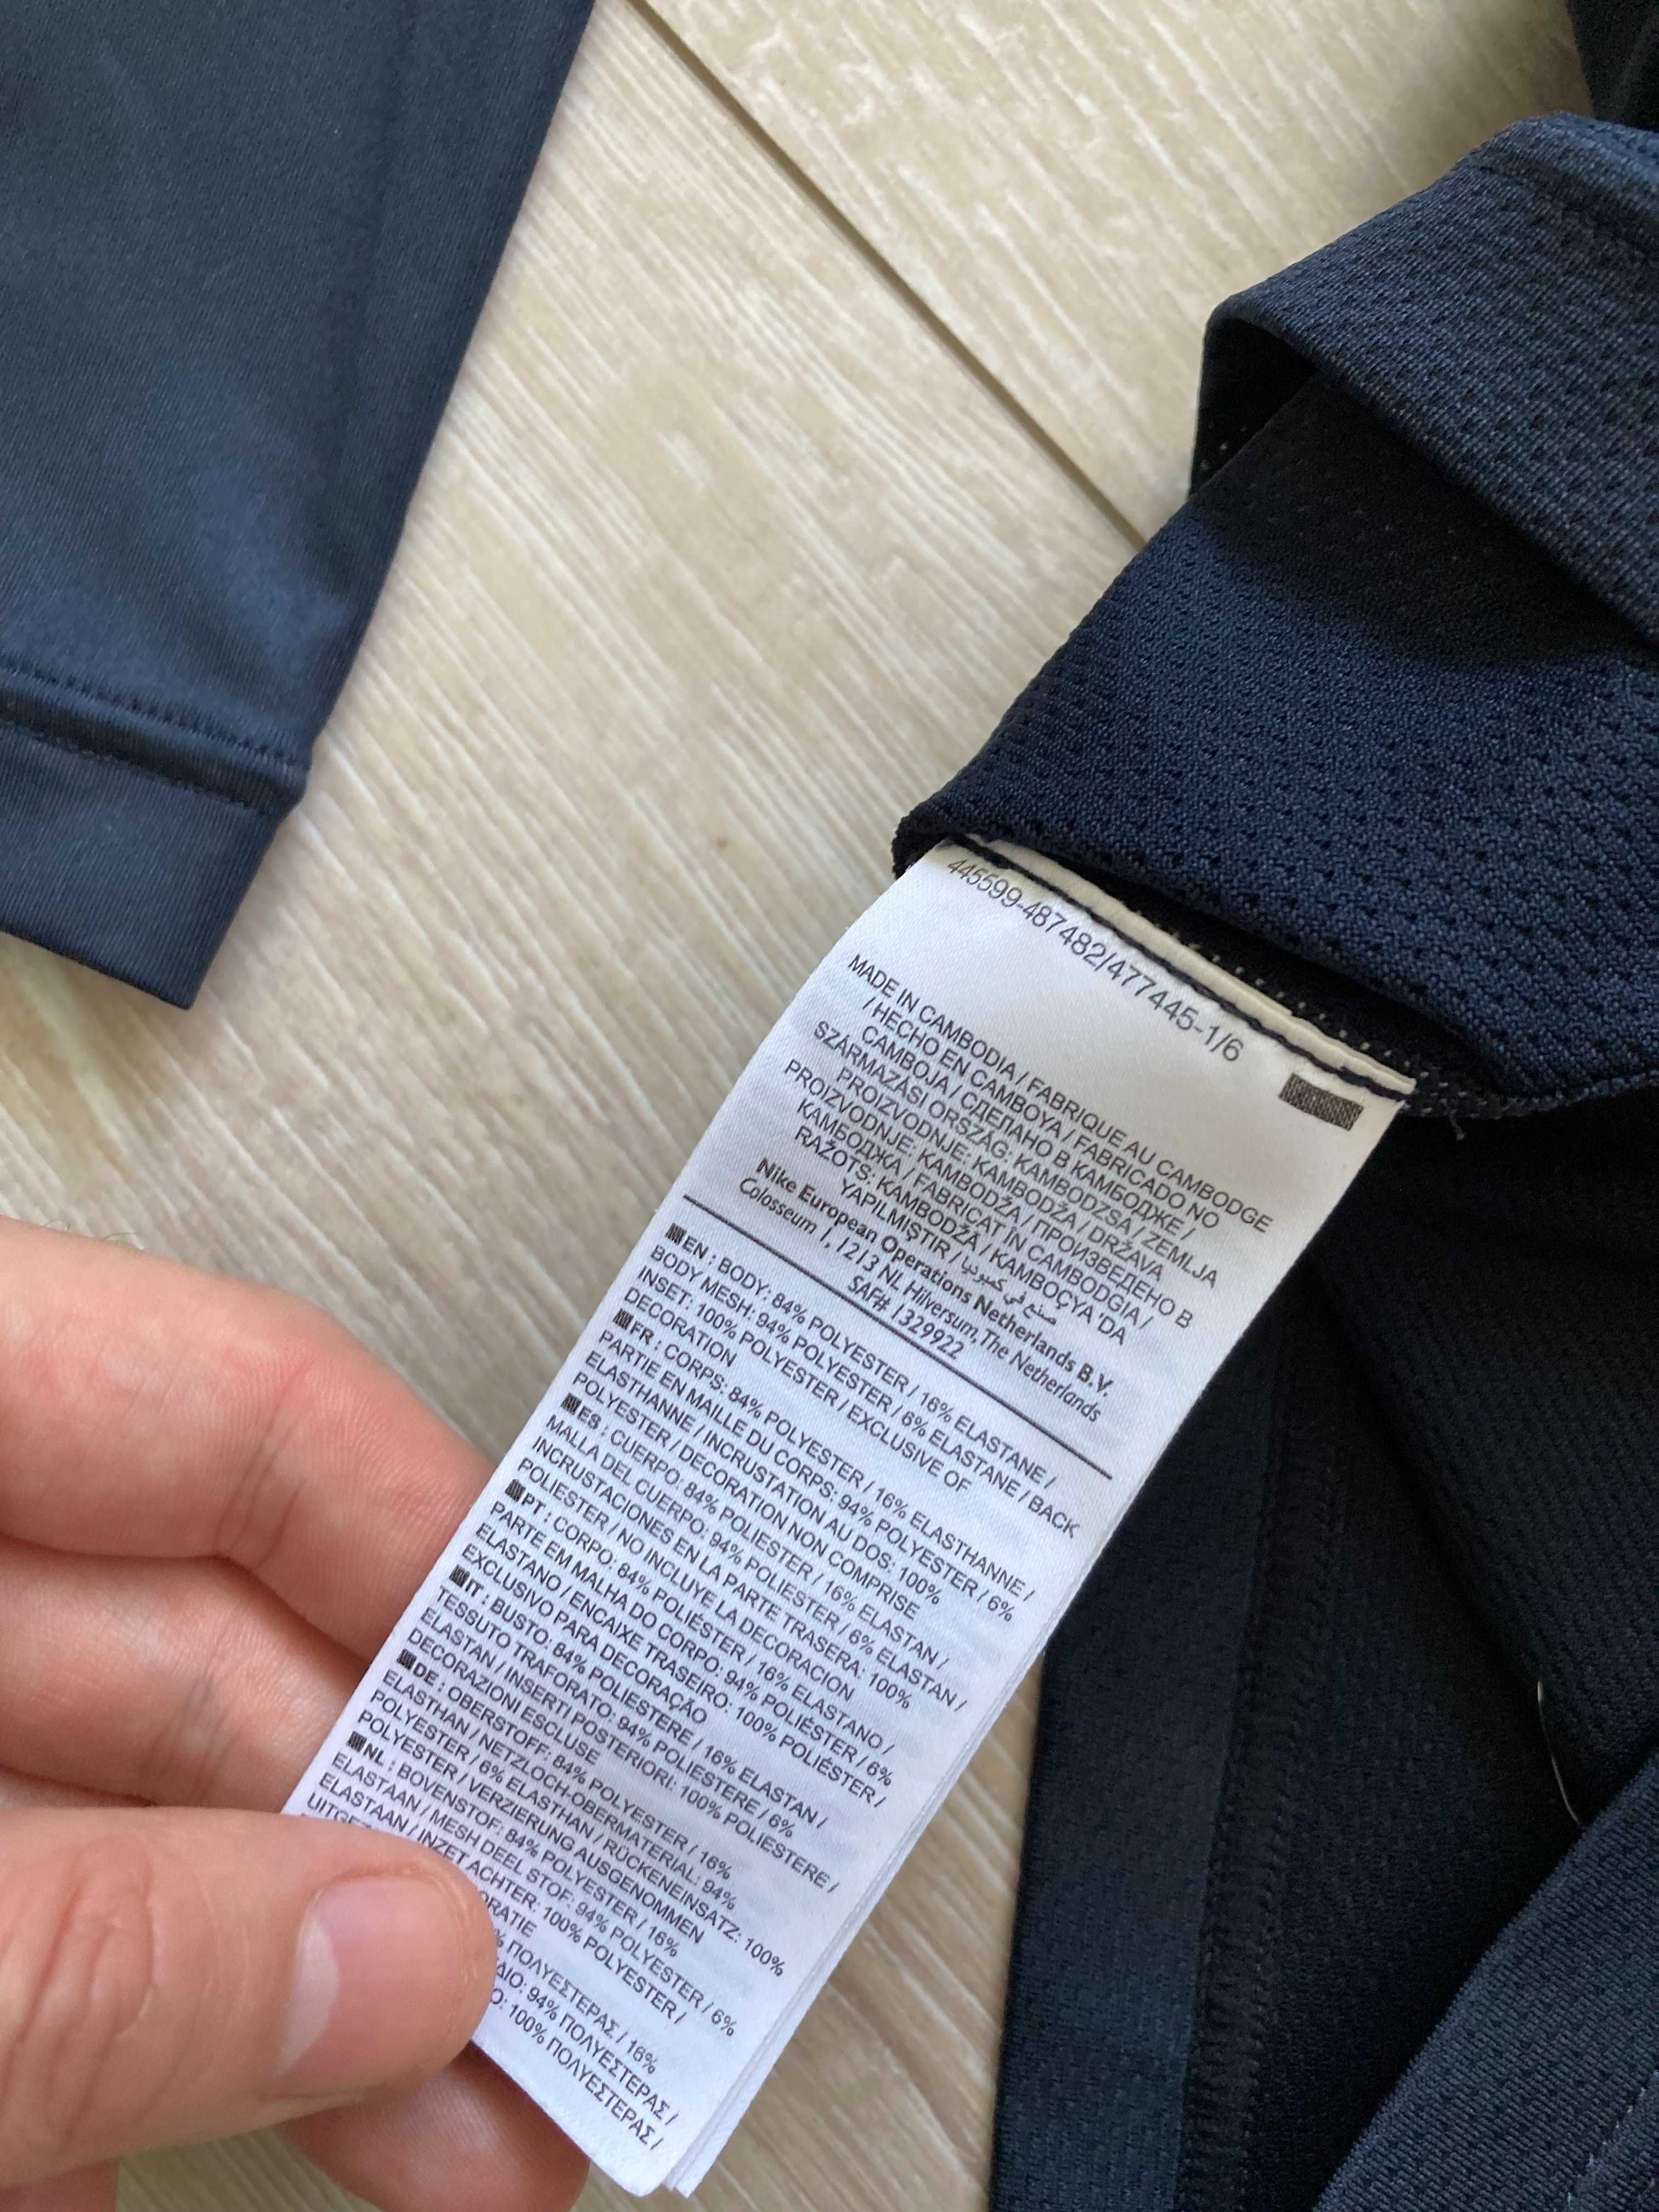 445599-487482/477445-1/6
MADE IN CAMBODIA / FABRIQUE AU CAMBODGE
/ HECHO EN CAMBOYA / FABRICADO NO
CAMBOJA / СДЕЛАНО В КАМБОДЖЕ /
SZÁRMAZÁSI ORSZÁG: KAMBODZSA / ZEMLJA
PROIZVODNJE: KAMBODŽA / DRŽAVA
PROIZVODNJE: KAMBODŽA / ПРОИЗВЕДЕНО В
КАМБОДЖА / FABRICAT ÎN CAMBODGIA /
RAŽOTS: KAMBODŽĀ / KAMBOÇYA 'DA
YAPILMIŞTIR / صنع في كمبوديا
Nike European Operations Netherlands B.V.
Colosseum 1, 1213 NL Hilversum, The Netherlands
SAF# 1329922
EN : BODY: 84% POLYESTER / 16% ELASTANE /
BODY MESH: 94% POLYESTER / 6% ELASTANE / BACK
INSET: 100% POLYESTER / EXCLUSIVE OF
DECORATION
FR : CORPS: 84% POLYESTER / 16% ELASTHANNE /
PARTIE EN MAILLE DU CORPS: 94% POLYESTER / 6%
ELASTHANNE / INCRUSTATION AU DOS: 100%
POLYESTER / DECORATION NON COMPRISE
ES : CUERPO: 84% POLIESTER / 16% ELASTAN /
MALLA DEL CUERPO: 94% POLIESTER / 6% ELASTAN /
INCRUSTACIONES EN LA PARTE TRASERA: 100%
POLIESTER / NO INCLUYE LA DECORACION
PT : CORPO: 84% POLIÉSTER / 16% ELASTANO /
PARTE EM MALHA DO CORPO: 94% POLIÉSTER / 6%
ELASTANO / ENCAIXE TRASEIRO: 100% POLIÉSTER /
EXCLUSIVO PARA DECORAÇÃO
IT : BUSTO: 84% POLIESTERE / 16% ELASTAN /
TESSUTO TRAFORATO: 94% POLIESTERE / 6%
ELASTAN / INSERTI POSTERIORI: 100% POLIESTERE /
DECORAZIONI ESCLUSE
DE : OBERSTOFF: 84% POLYESTER / 16%
ELASTHAN / NETZLOCH-OBERMATERIAL: 94%
POLYESTER / 6% ELASTHAN / RÜCKENEINSATZ: 100%
POLYESTER / VERZIERUNG AUSGENOMMEN
NL : BOVENSTOF: 84% POLYESTER / 16%
ELASTAAN / MESH DEEL STOF: 94% POLYESTER / 6%
ELASTAAN / INZET ACHTER: 100% POLYESTER /
% ΠΟΛΥΕΣΤΕΡΑΣ / 16%
94% ΠΟΛΥΕΣΤΕΡΑΣ /
100% ΠΟΛΥΕΣΤΕΡΑΣ /